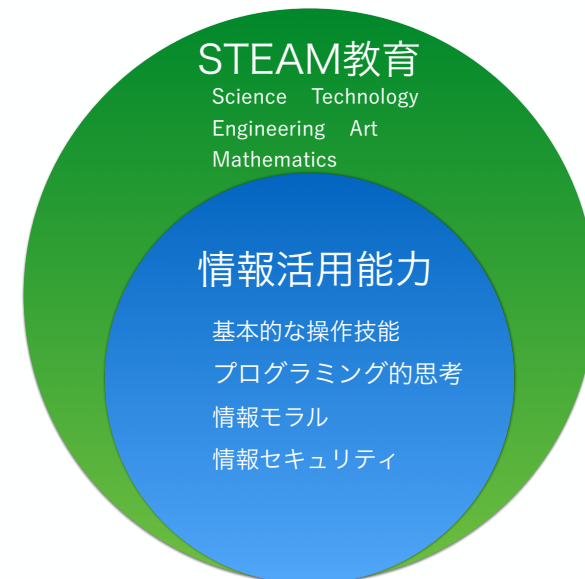 STEAM教育
Science Technology
Engineering Art
Mathematics
情報活用能力
基本的な操作技能
プログラミング的思考
情報モラル
情報セキュリティ